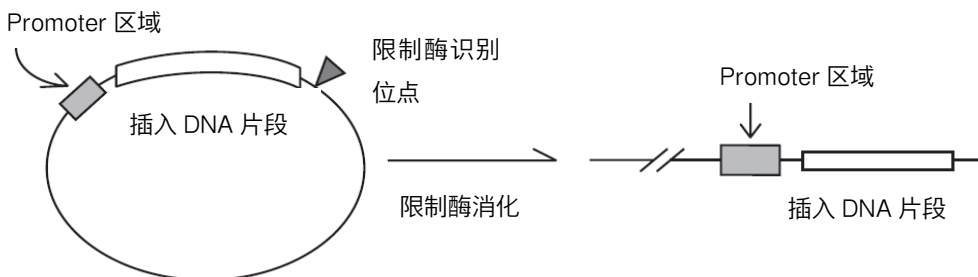 Promoter 区域
限制酶识别
位点
插入 DNA 片段
限制酶消化
Promoter 区域
插入 DNA 片段